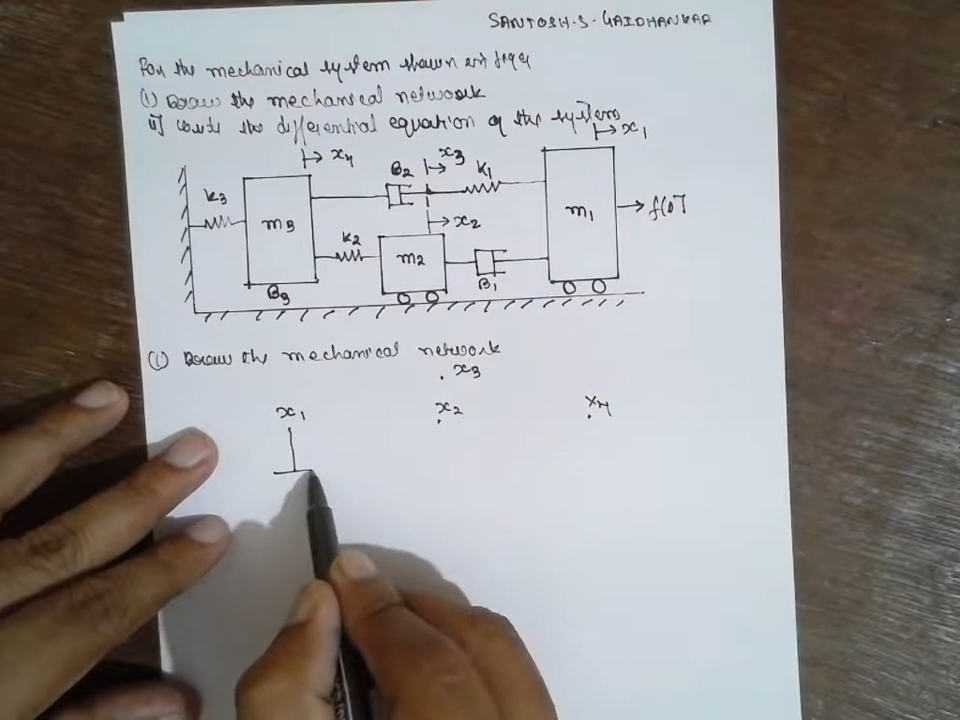 SANTOSH.S.GAIDHANKAR
For the mechanical system shown in
(i) Draw the mechanical network
ii] write the differential equation of the system
x1
x4
B2
x3
K1
K3
M3
x2
M1
K2
M2
B1
B3
(i) Draw the mechanical network
x3
x1
x2
x4